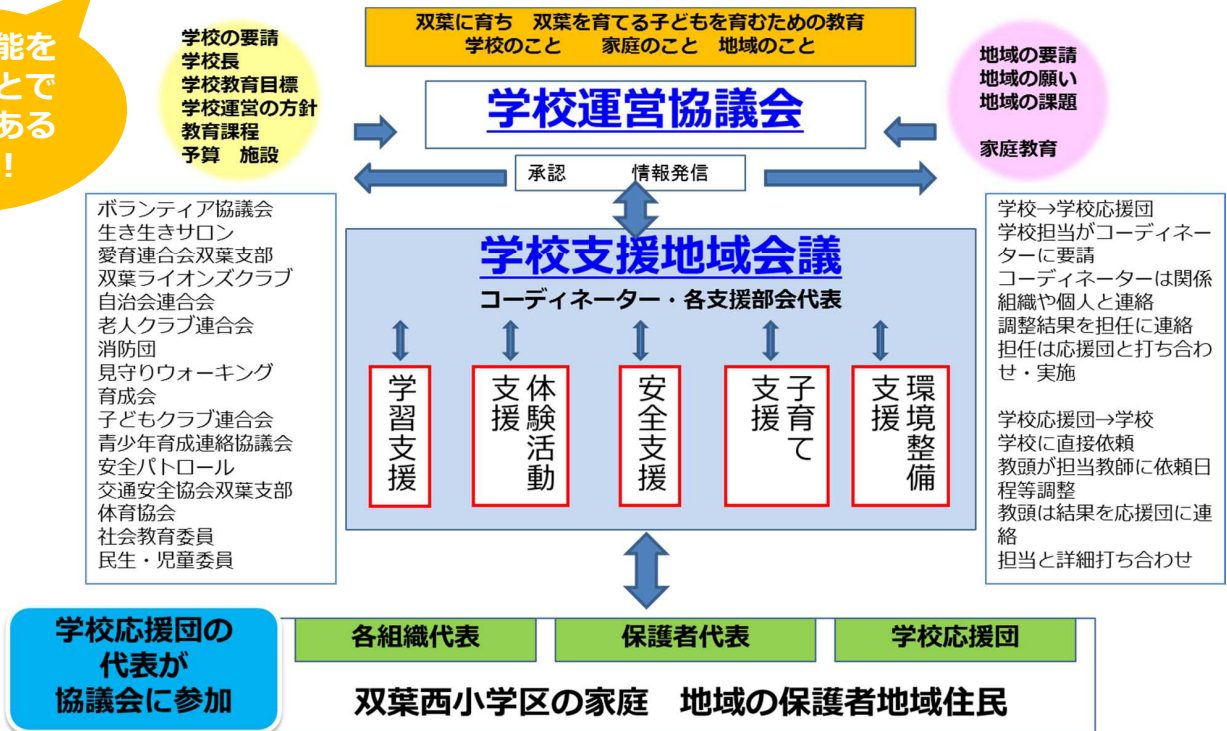 能を
とで
ある
！
双葉に育ち　双葉を育てる子どもを育むための教育
学校のこと　　家庭のこと　地域のこと
学校の要請
学校長
学校教育目標
学校運営の方針
教育課程
予算　施設
学校運営協議会
地域の要請
地域の願い
地域の課題
家庭教育
承認　　　情報発信
ボランティア協議会
生き生きサロン
愛育連合会双葉支部
双葉ライオンズクラブ
自治会連合会
老人クラブ連合会
消防団
見守りウォーキング
育成会
子どもクラブ連合会
青少年育成連絡協議会
安全パトロール
交通安全協会双葉支部
体育協会
社会教育委員
民生・児童委員
学校支援地域会議
コーディネーター・各支援部会代表
学習支援
体験活動
支援
安全支援
子育て
支援
環境整備
支援
学校→学校応援団
学校担当がコーディネー
ターに要請
コーディネーターは関係
組織や個人と連絡
調整結果を担任に連絡
担任は応援団と打ち合わ
せ・実施
学校応援団→学校
学校に直接依頼
教頭が担当教師に依頼日
程等調整
教頭は結果を応援団に連
絡
担当と詳細打ち合わせ
学校応援団の
代表が
協議会に参加
各組織代表
保護者代表
学校応援団
双葉西小学区の家庭　地域の保護者地域住民